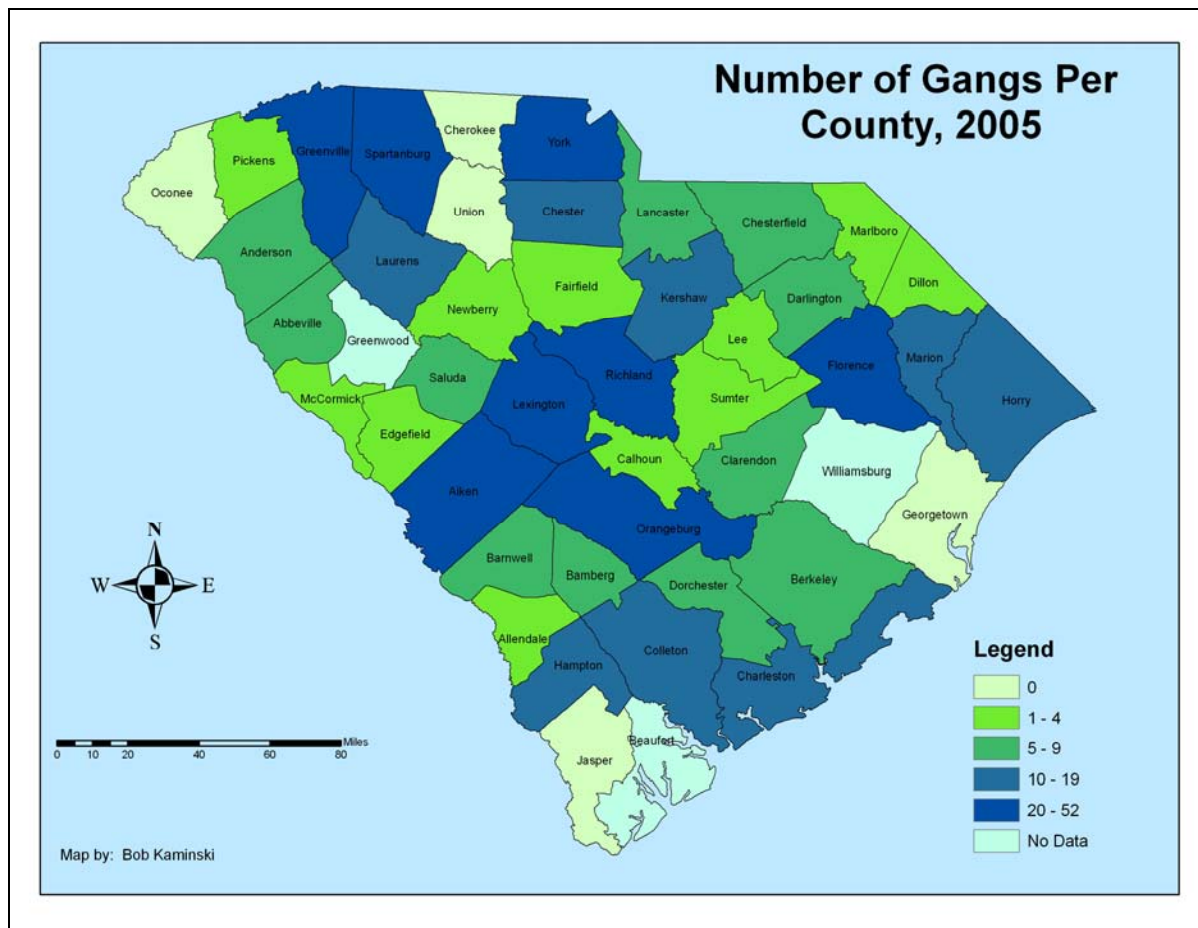 Number of Gangs Per
County, 2005
Cherokee
York
Greenville
Spartanburg
Pickens
Oconee
Union
Chester
Lancaster
Chesterfield
Marlboro
Anderson
Laurens
Dillon
Fairfield
Kershaw
Darlington
Newberry
Abbeville
Greenwood
Lee
Marion
Florence
Saluda
Richland
McCormick
Lexington
Sumter
Horry
Edgefield
Calhoun
Clarendon
Williamsburg
Aiken
Georgetown
Orangeburg
Barnwell
Bamberg
Dorchester
Berkeley
Allendale
Hampton
Colleton
Charleston
Jasper
Beaufort
N
W E
S
Miles
0 10 20 40 60 80
Map by: Bob Kaminski
Legend
0
1 - 4
5 - 9
10 - 19
20 - 52
No Data